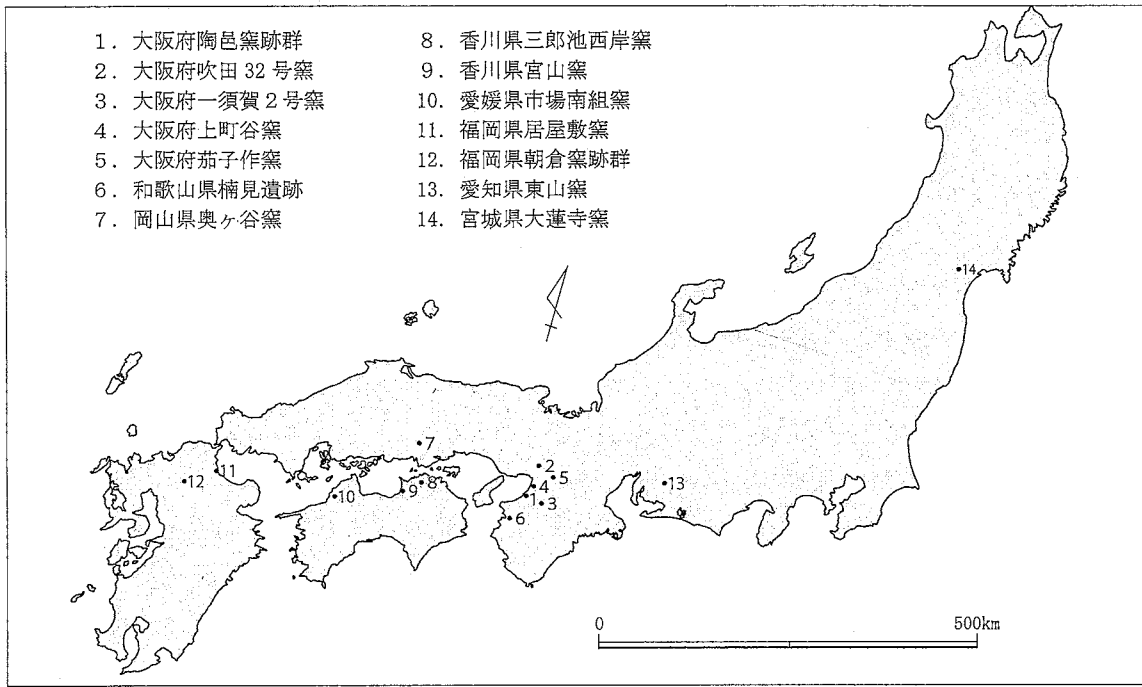 1. 大阪府陶邑窯跡群
2. 大阪府吹田32号窯
3. 大阪府一須賀2号窯
4. 大阪府上町谷窯
5. 大阪府茄子作窯
6. 和歌山県楠見遺跡
7. 岡山県奥ヶ谷窯
8. 香川県三郎池西岸窯
9. 香川県宮山窯
10. 愛媛県市場南組窯
11. 福岡県居屋敷窯
12. 福岡県朝倉窯跡群
13. 愛知県東山窯
14. 宮城県大蓮寺窯
14
7
2
5
13
11
12
4
8
9
10
1
3
6
0
500km